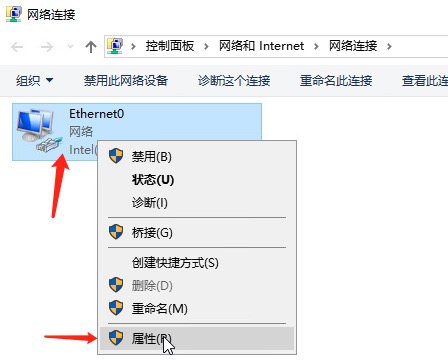 网络连接
控制面板 > 网络和 Internet > 网络连接 >
组织 禁用此网络设备 诊断这个连接 重命名此连接 查看此连
Ethernet0
网络
Intel(
禁用(B)
状态(U)
诊断(I)
桥接(G)
创建快捷方式(S)
删除(D)
重命名(M)
属性(R)